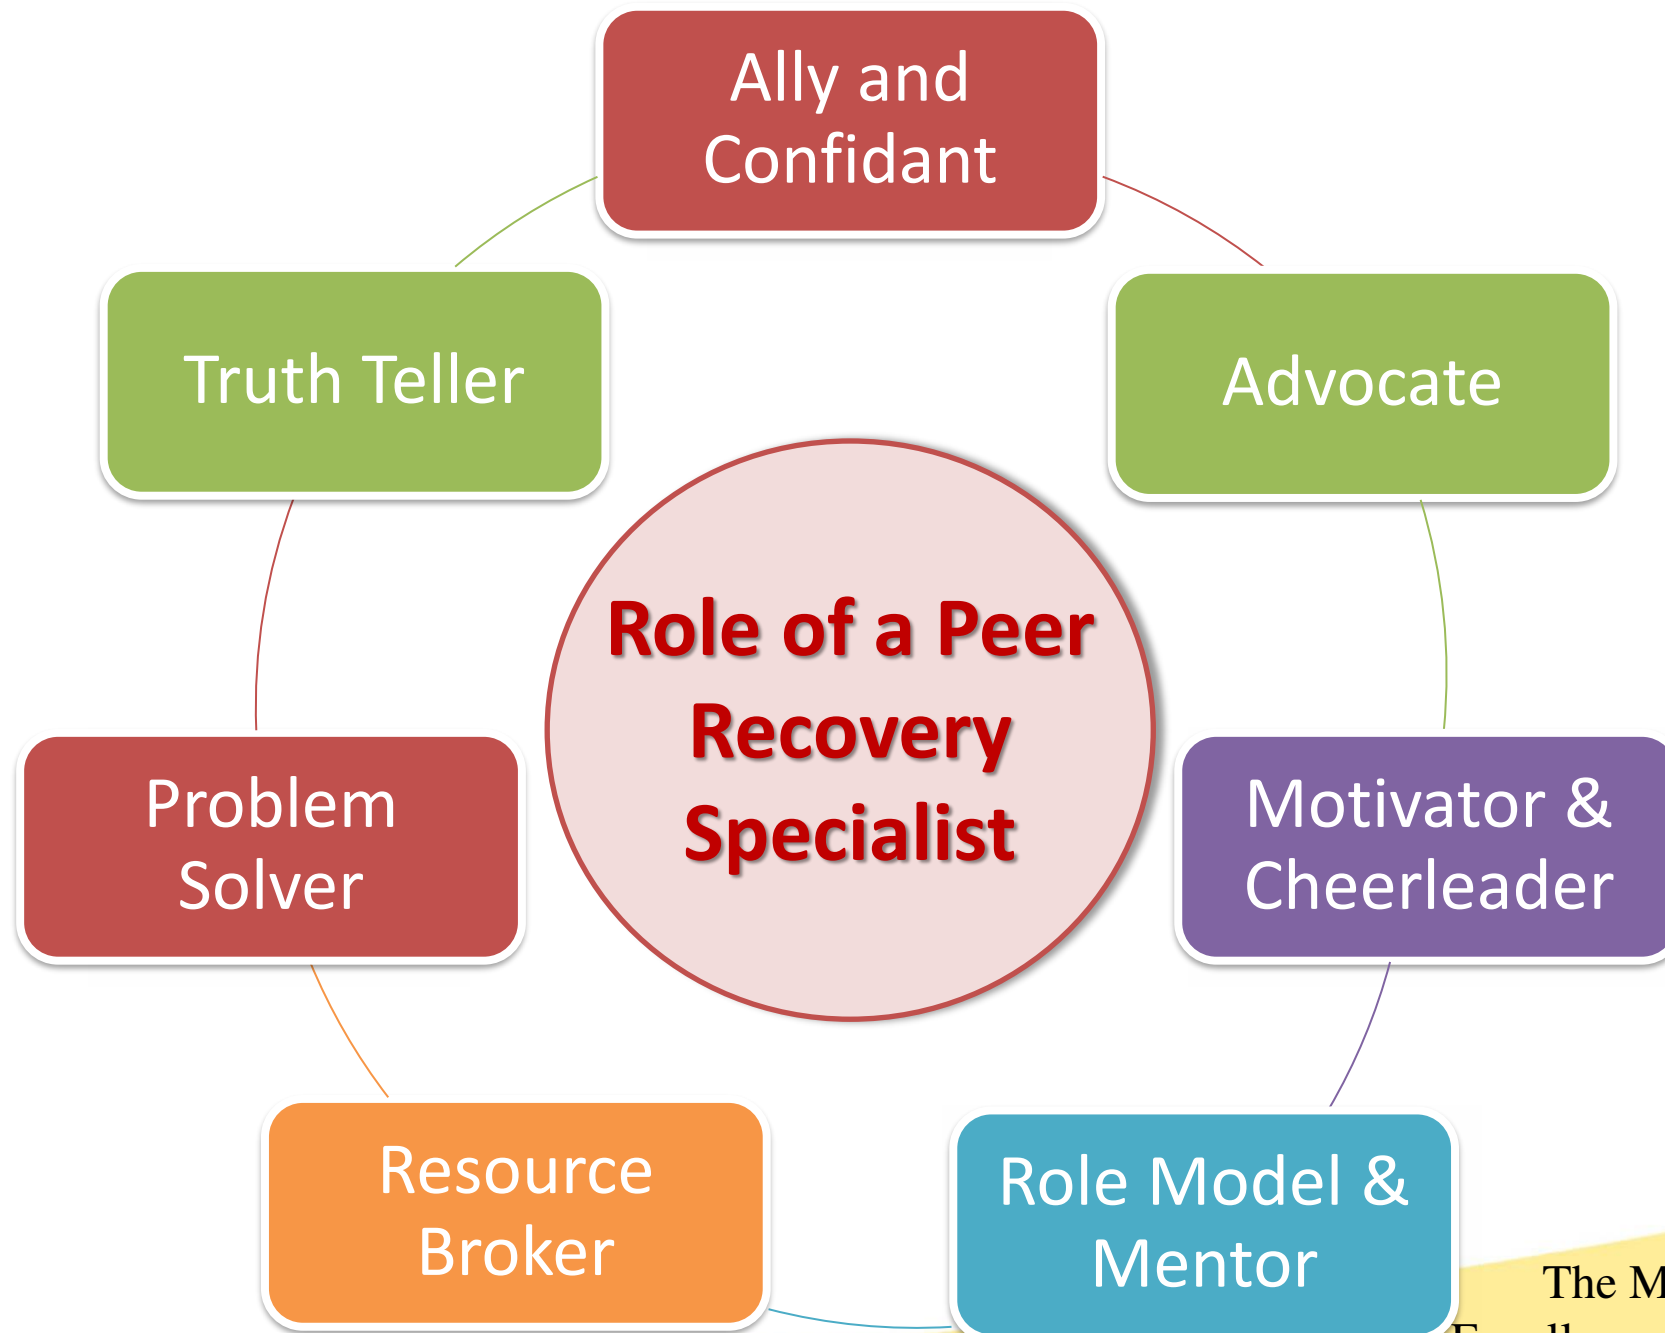 Ally and
Confidant
Truth Teller
Advocate
Role of a Peer
Recovery
Specialist
Problem
Solver
Motivator &
Cheerleader
Resource
Broker
Role Model &
Mentor
The M